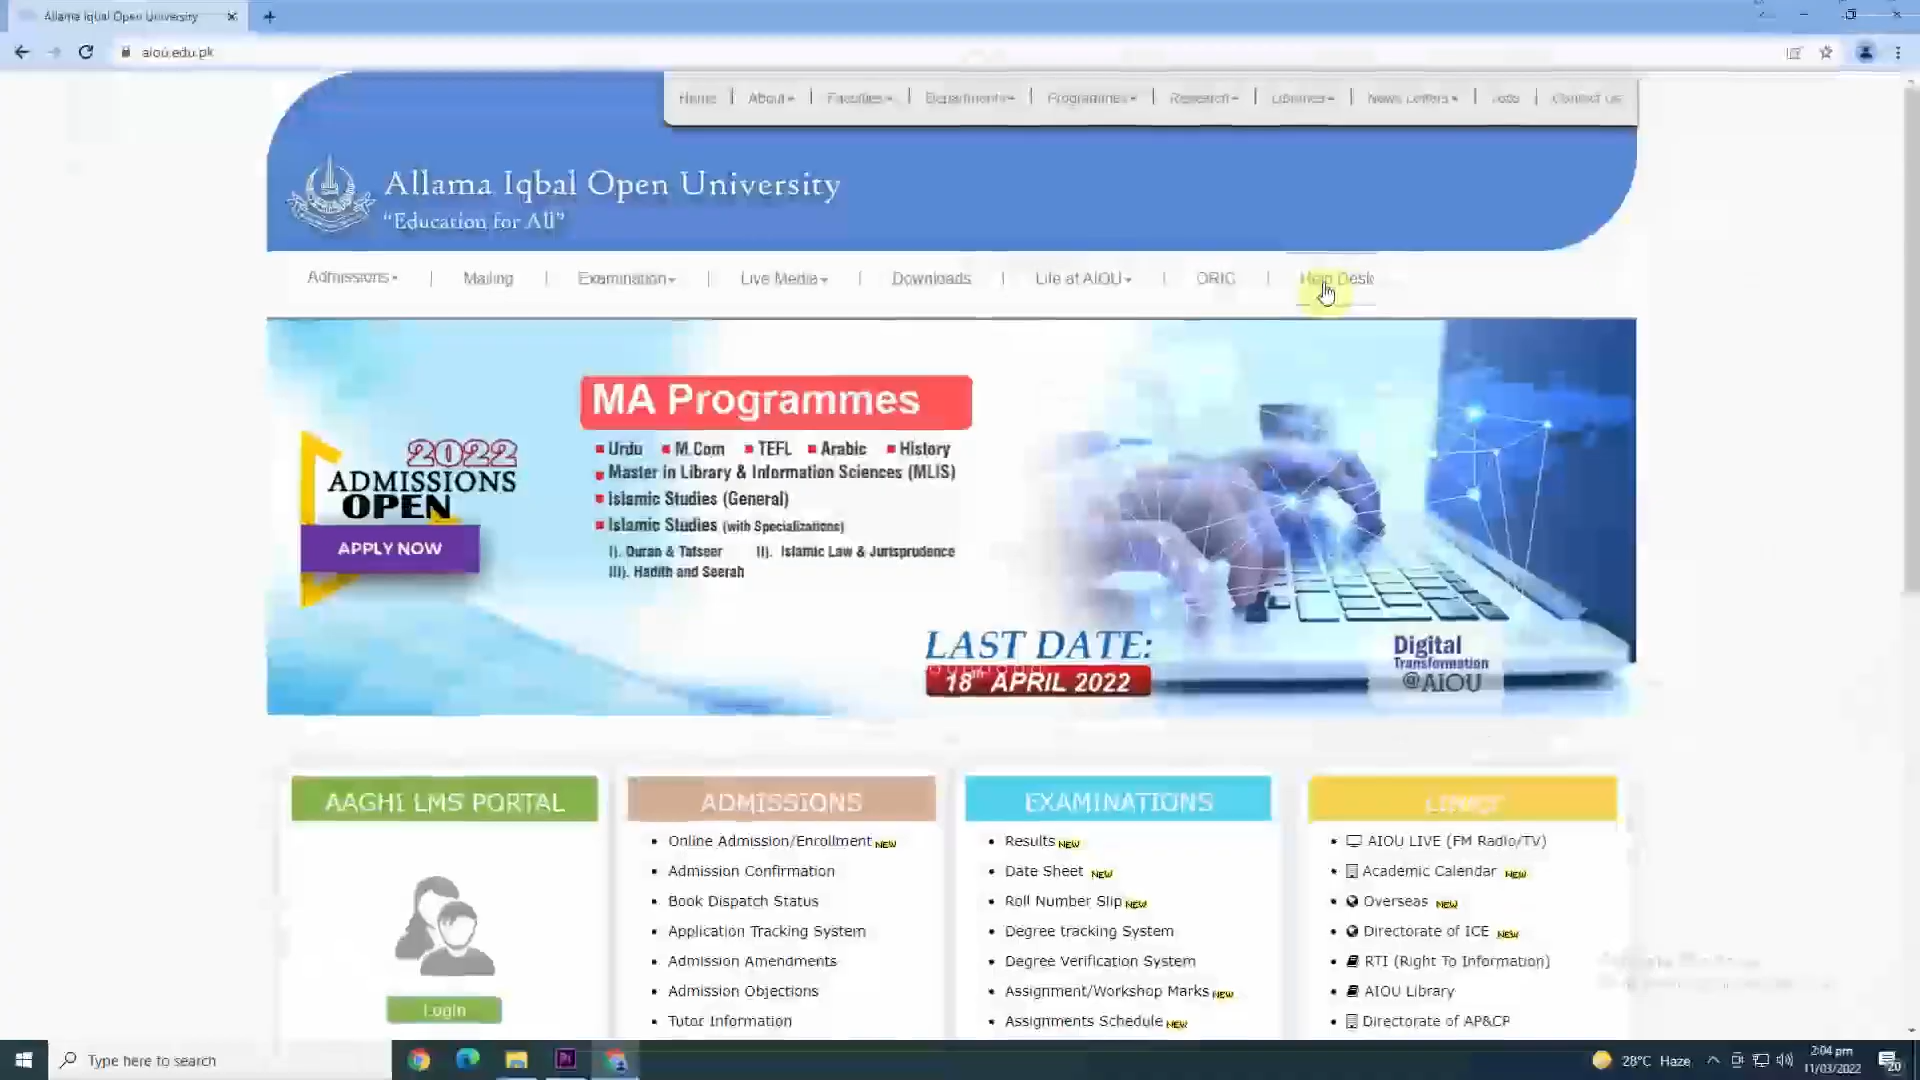 Allama Iqbal Open University
aiou.edu.pk
Home
About
Faculties
Departments
Programmes
Research
Libraries
News Letters
Jobs
Contact us
Allama Iqbal Open University
“Education for All”
Admissions
Mailing
Examination
Live Media
Downloads
Life at AIOU
ORIC
Help Desk
2022
ADMISSIONS
OPEN
APPLY NOW
MA Programmes
Urdu M.Com TEFL Arabic History
Master in Library & Information Sciences (MLIS)
Islamic Studies (General)
Islamic Studies (with Specializations)
I). Quran & Tafseer II). Islamic Law & Jurisprudence
III). Hadith and Seerah
LAST DATE:
18th APRIL 2022
Digital
Transformation
@AIOU
AAGHI LMS PORTAL
Login
ADMISSIONS
Online Admission/Enrollment NEW
Admission Confirmation
Book Dispatch Status
Application Tracking System
Admission Amendments
Admission Objections
Tutor Information
EXAMINATIONS
Results NEW
Date Sheet NEW
Roll Number Slip NEW
Degree tracking System
Degree Verification System
Assignment/Workshop Marks NEW
Assignments Schedule NEW
AIOU LIVE (FM Radio/TV)
Academic Calendar NEW
Overseas NEW
Directorate of ICE NEW
RTI (Right To Information)
AIOU Library
Directorate of AP&CP
Type here to search
28°C Haze
2:04 pm
11/03/2022
20